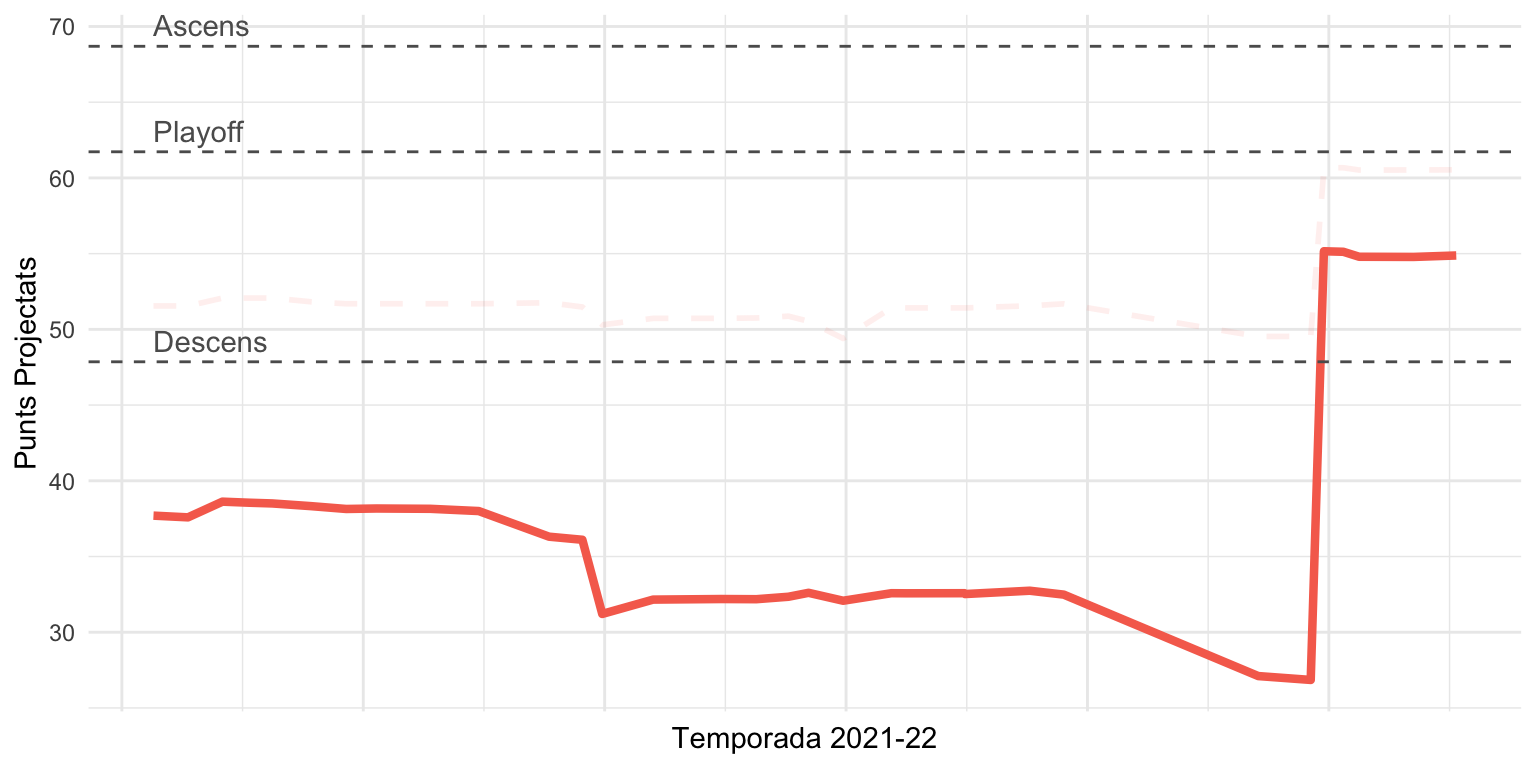 70
Ascens
Playoff
60
50
Descens
40
30
Punts Projectats
Temporada 2021-22